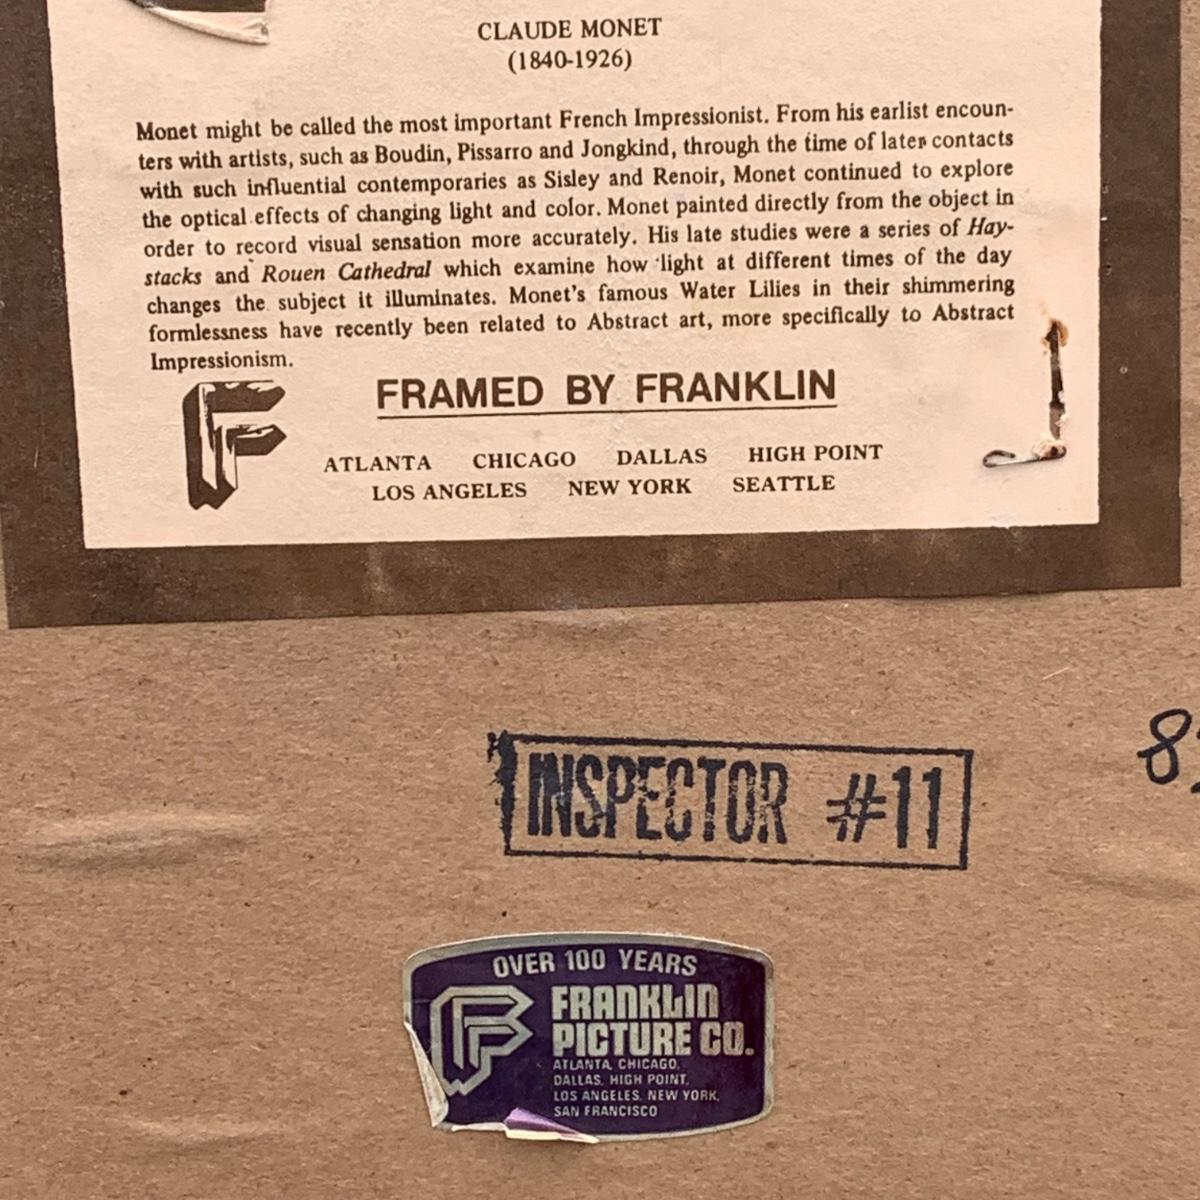 CLAUDE MONET
(1840-1926)
Monet might be called the most important French Impressionist. From his earlist encoun-
ters with artists, such as Boudin, Pissarro and Jongkind, through the time of later contacts
with such influential contemporaries as Sisley and Renoir, Monet continued to explore
the optical effects of changing light and color. Monet painted directly from the object in
order to record visual sensation more accurately. His late studies were a series of Hay-
stacks and Rouen Cathedral which examine how light at different times of the day
changes the subject it illuminates. Monet's famous Water Lilies in their shimmering
formlessness have recently been related to Abstract art, more specifically to Abstract
Impressionism.
FRAMED BY FRANKLIN
ATLANTA CHICAGO DALLAS HIGH POINT
LOS ANGELES NEW YORK SEATTLE
INSPECTOR #11
OVER 100 YEARS
FRANKLIN
PICTURE CO.
ATLANTA, CHICAGO,
DALLAS, HIGH POINT,
LOS ANGELES, NEW YORK,
SAN FRANCISCO